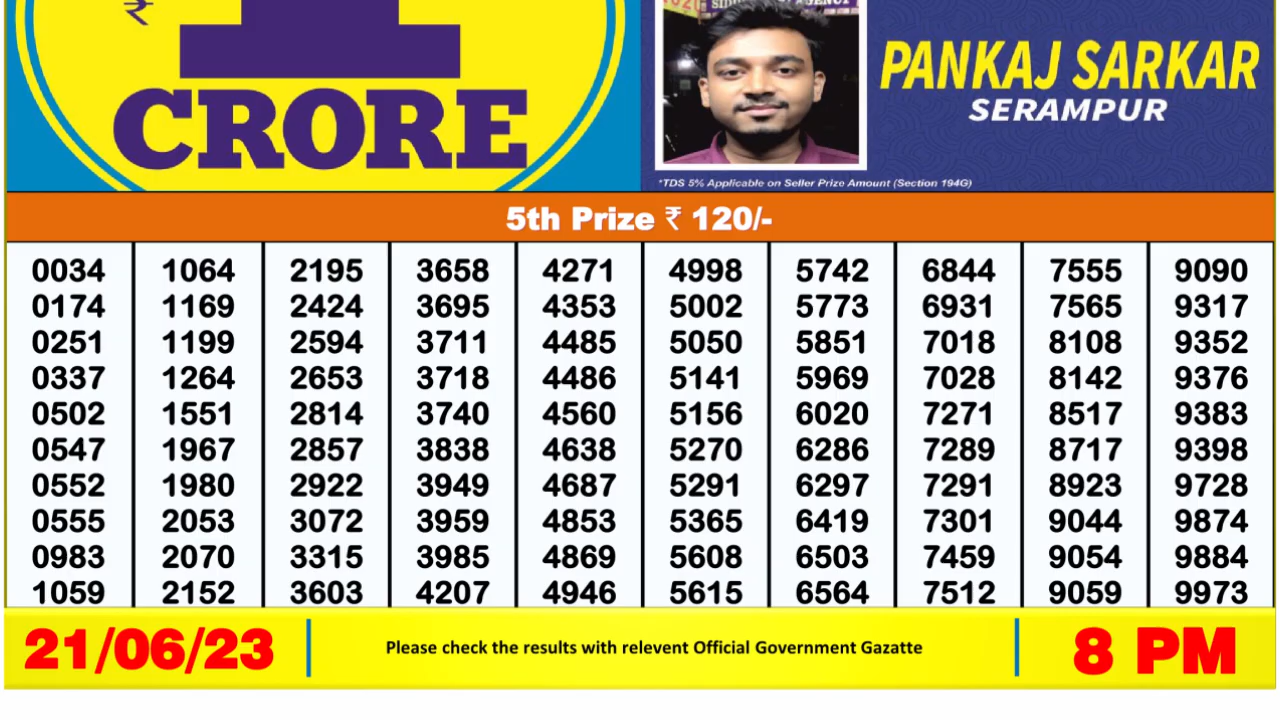 ₹ 1
CRORE
PANKAJ SARKAR
SERAMPUR
*TDS 5% Applicable on Seller Prize Amount (Section 194G)
5th Prize ₹ 120/-
0034 1064 2195 3658 4271 4998 5742 6844 7555 9090
0174 1169 2424 3695 4353 5002 5773 6931 7565 9317
0251 1199 2594 3711 4485 5050 5851 7018 8108 9352
0337 1264 2653 3718 4486 5141 5969 7028 8142 9376
0502 1551 2814 3740 4560 5156 6020 7271 8517 9383
0547 1967 2857 3838 4638 5270 6286 7289 8717 9398
0552 1980 2922 3949 4687 5291 6297 7291 8923 9728
0555 2053 3072 3959 4853 5365 6419 7301 9044 9874
0983 2070 3315 3985 4869 5608 6503 7459 9054 9884
1059 2152 3603 4207 4946 5615 6564 7512 9059 9973
21/06/23
Please check the results with relevent Official Government Gazatte
8 PM